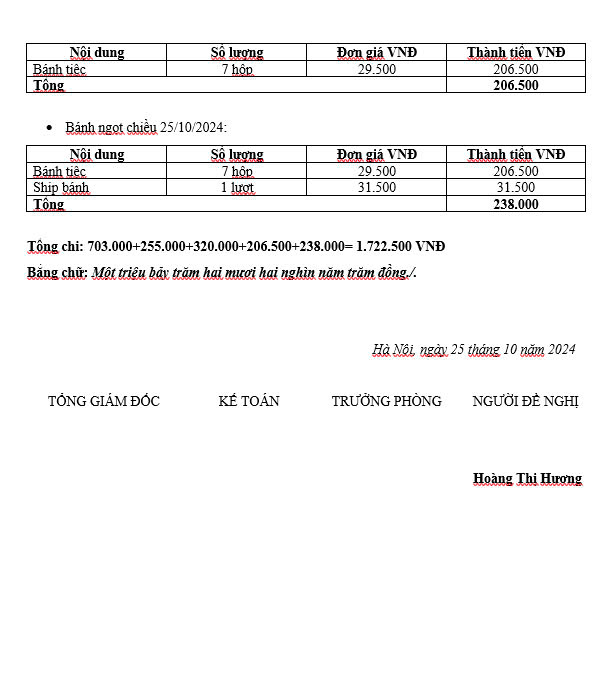 Nội dung Số lượng Đơn giá VNĐ Thành tiền VNĐ
Bánh tiệc 7 hộp 29.500 206.500
Tổng 206.500
• Bánh ngọt chiều 25/10/2024:
Nội dung Số lượng Đơn giá VNĐ Thành tiền VNĐ
Bánh tiệc 7 hộp 29.500 206.500
Ship bánh 1 lượt 31.500 31.500
Tổng 238.000
Tổng chi: 703.000+255.000+320.000+206.500+238.000= 1.722.500 VNĐ
Bằng chữ: Một triệu bảy trăm hai mươi hai nghìn năm trăm đồng./.
Hà Nội, ngày 25 tháng 10 năm 2024
TỔNG GIÁM ĐỐC KẾ TOÁN TRƯỞNG PHÒNG NGƯỜI ĐỀ NGHỊ
Hoàng Thị Hương